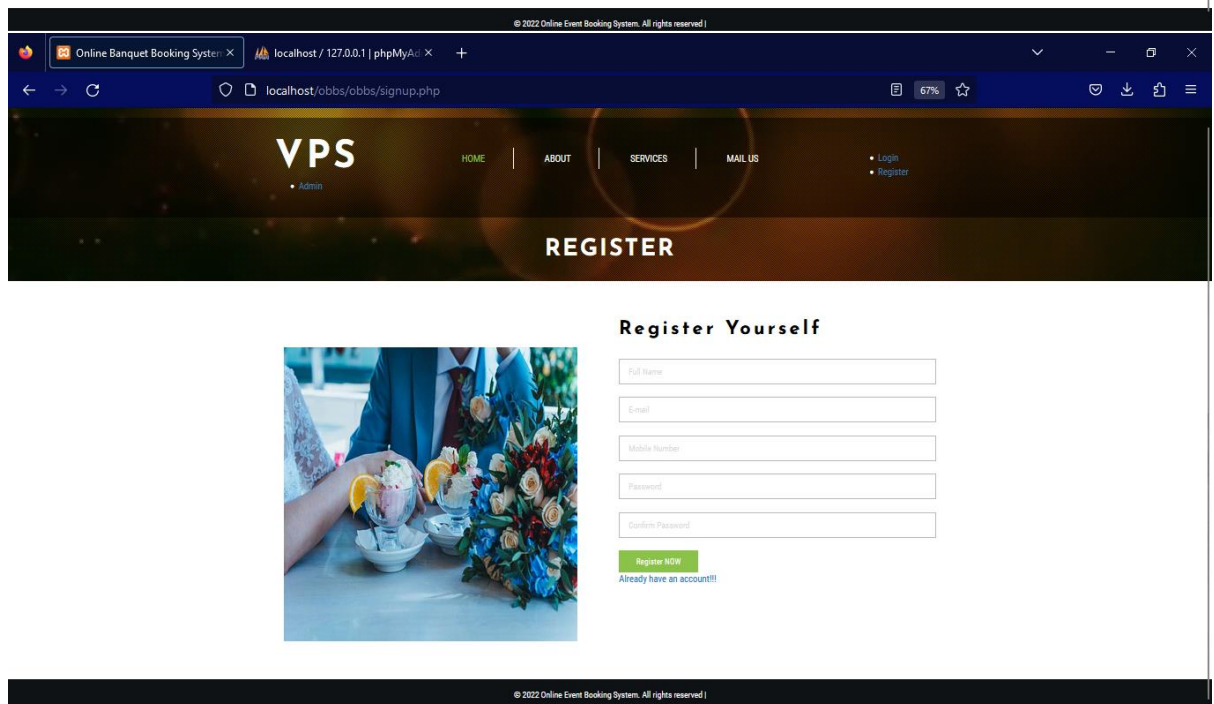 © 2022 Online Event Booking System. All rights reserved |
Online Banquet Booking System
localhost / 127.0.0.1 | phpMyAd
localhost/obbs/obbs/signup.php
67%
VPS
HOME
ABOUT
SERVICES
MAIL US
Login
Register
Admin
REGISTER
Register Yourself
Full Name
E-mail
Mobile Number
Password
Confirm Password
Register NOW
Already have an account!!!
© 2022 Online Event Booking System. All rights reserved |